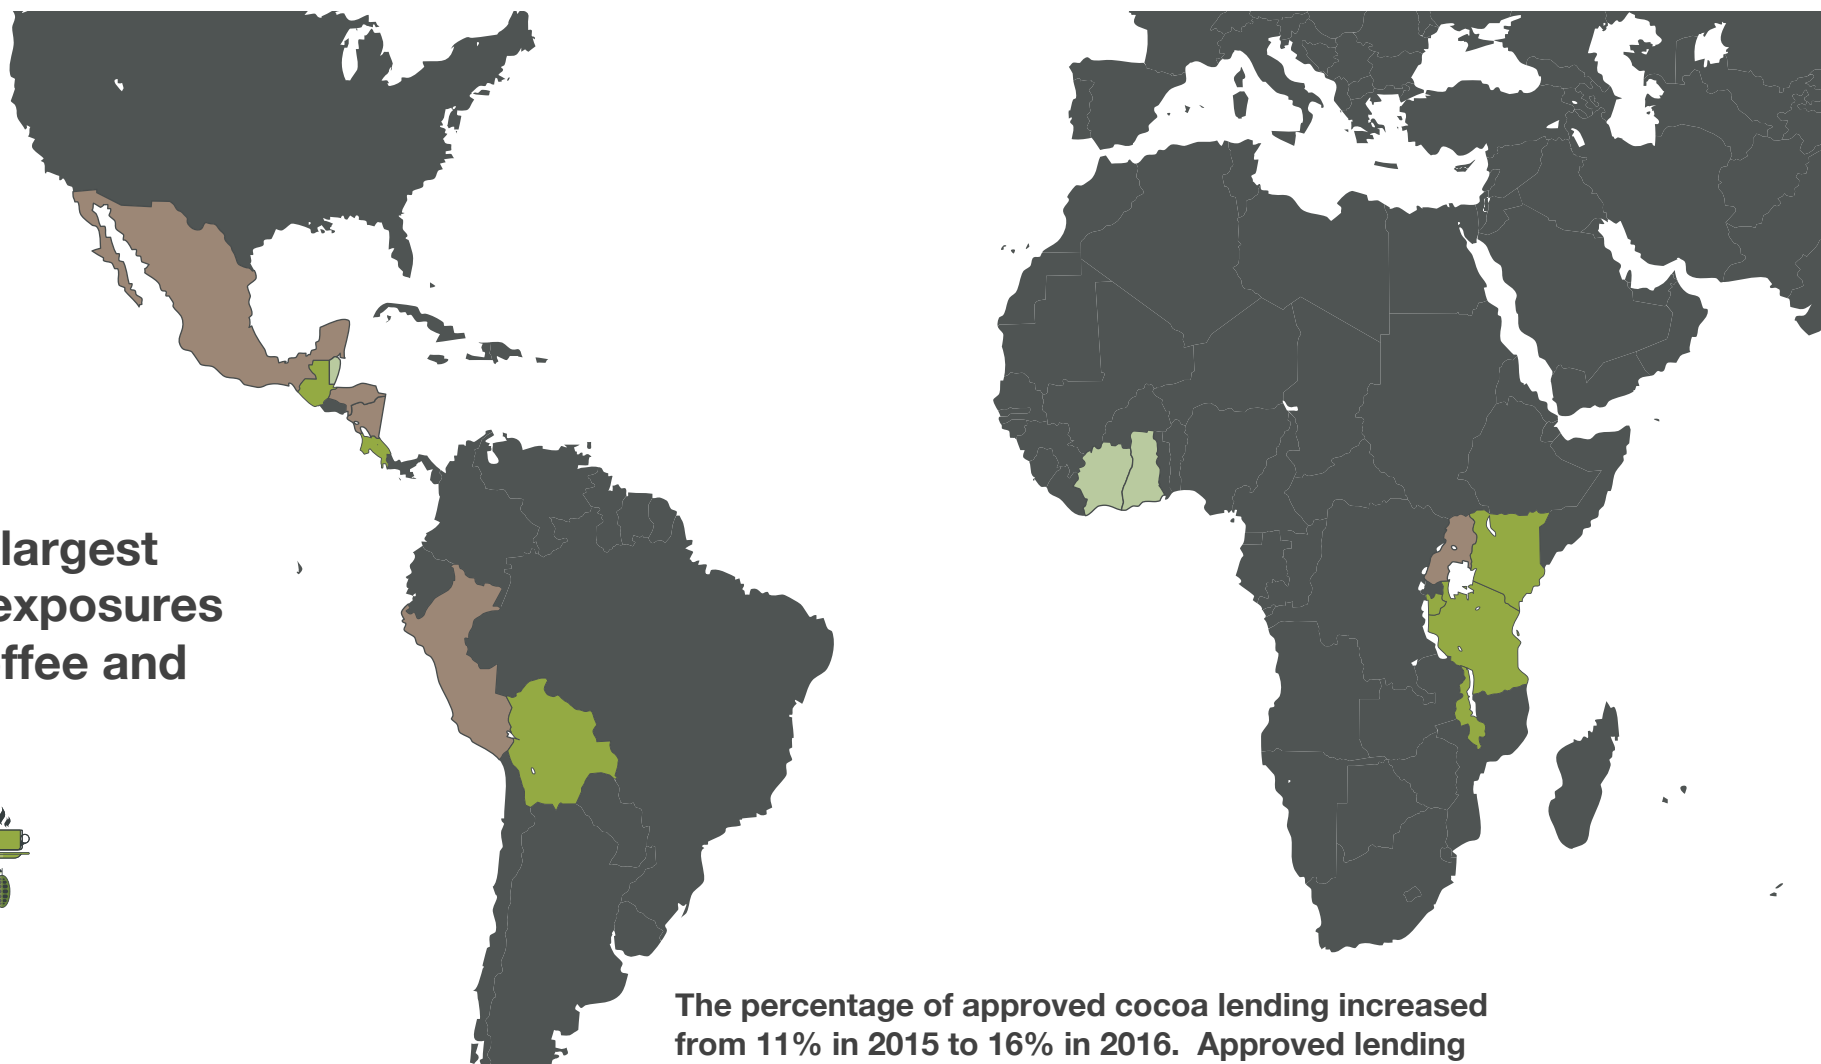 largest
exposures
ffee and
The percentage of approved cocoa lending increased
from 11% in 2015 to 16% in 2016.  Approved lending